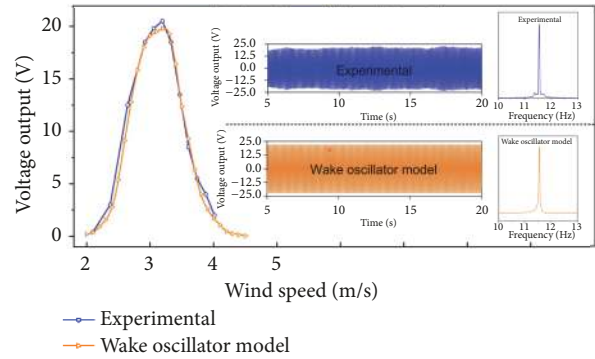 20
15
10
5
0
Voltage output (V)
2
3
4
5
Wind speed (m/s)
Experimental
Wake oscillator model
25.0
12.5
0.0
−12.5
−25.0
Voltage output (V)
Experimental
5
10
15
20
Time (s)
Experimental
10
11
12
13
Frequency (Hz)
25.0
12.5
0.0
−12.5
−25.0
Voltage output (V)
Wake oscillator model
5
10
15
20
Time (s)
Wake oscillator model
10
11
12
13
Frequency (Hz)